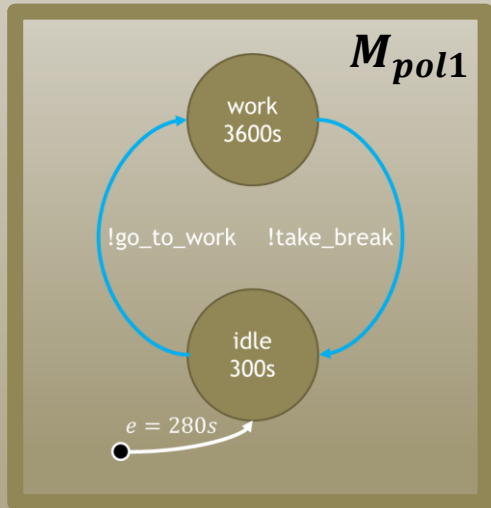 M_pol1
work
3600s
!go_to_work !take_break
idle
300s
e = 280s